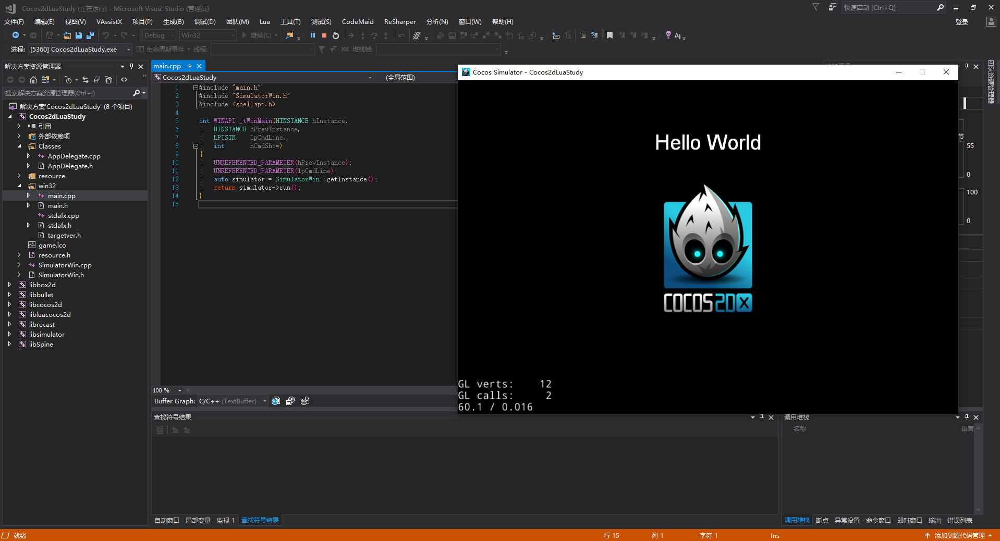 Cocos2dLuaStudy (正在运行) - Microsoft Visual Studio (管理员)
快速启动 (Ctrl+Q)
文件(F) 编辑(E) 视图(V) VAssistX 项目(P) 生成(B) 调试(D) 团队(M) Lua 工具(T) 测试(S) CodeMaid ReSharper 分析(N) 窗口(W) 帮助(H)
登录
Debug Win32 继续(C)
进程: [5360] Cocos2dLuaStudy.exe 生命周期事件 线程: 堆栈帧:
解决方案资源管理器
搜索解决方案资源管理器(Ctrl+;)
解决方案'Cocos2dLuaStudy' (8 个项目)
Cocos2dLuaStudy
引用
外部依赖项
Classes
AppDelegate.cpp
AppDelegate.h
resource
win32
main.cpp
main.h
stdafx.cpp
stdafx.h
targetver.h
game.ico
resource.h
SimulatorWin.cpp
SimulatorWin.h
libbox2d
libbullet
libcocos2d
libluacocos2d
librecast
libsimulator
libSpine
main.cpp
Cocos2dLuaStudy (全局范围)
1 #include "main.h"
2 #include "SimulatorWin.h"
3 #include <shellapi.h>
4
5 int WINAPI _tWinMain(HINSTANCE hInstance,
6 HINSTANCE hPrevInstance,
7 LPTSTR lpCmdLine,
8 int nCmdShow)
9 {
10 UNREFERENCED_PARAMETER(hPrevInstance);
11 UNREFERENCED_PARAMETER(lpCmdLine);
12 auto simulator = SimulatorWin::getInstance();
13 return simulator->run();
14 }
15
100 %
Buffer Graph: C/C++ (TextBuffer)
Cocos Simulator - Cocos2dLuaStudy
Hello World
COCOS2DX
GL verts: 12
GL calls: 2
60.1 / 0.016
节
55
0
100
0
团队资源管理器
查找符号结果
自动窗口 局部变量 监视 1 查找符号结果
调用堆栈
名称 语言
调用堆栈 断点 异常设置 命令窗口 即时窗口 输出 错误列表
就绪 行 15 列 1 字符 1 Ins 添加到源代码管理